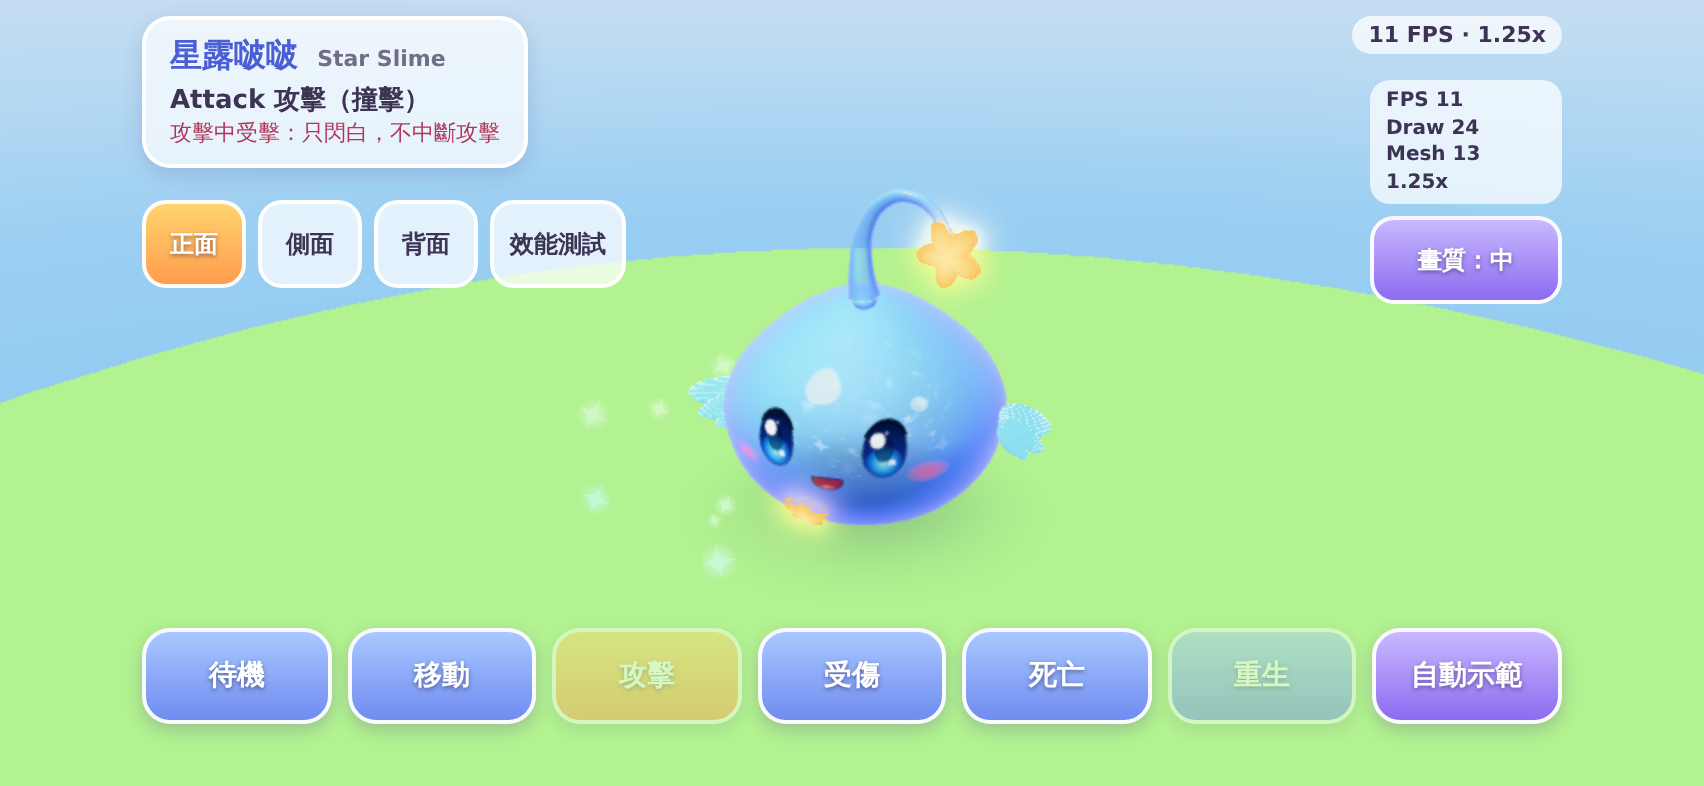 星露啵啵 Star Slime
Attack 攻擊（撞擊）
攻擊中受擊：只閃白，不中斷攻擊
11 FPS · 1.25x
FPS 11
Draw 24
Mesh 13
1.25x
正面 側面 背面 效能測試
畫質：中
待機 移動 攻擊 受傷 死亡 重生 自動示範